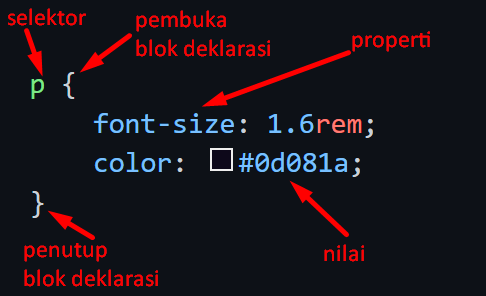 selektor
pembuka
blok deklarasi
properti
p {
font-size: 1.6rem;
color: #0d081a;
}
penutup
blok deklarasi
nilai